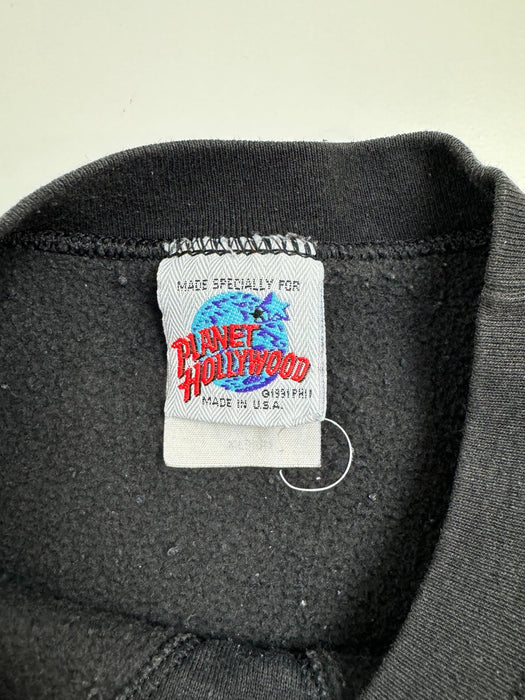 MADE SPECIALLY FOR
PLANET
HOLLYWOOD
©1991 PHII
MADE IN U.S.A.